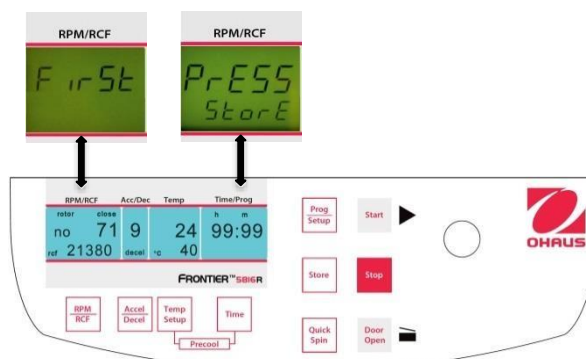 RPM/RCF
FirSt
RPM/RCF
PrESS
StorE
RPM/RCF Acc/Dec Temp Time/Prog
rotor close h m
no 71 9 24 99:99
rcf 21380 decel °C 40
FRONTIER™ 5816R
RPM
RCF
Accel
Decel
Temp
Setup
Time
Precool
Prog
Setup
Start
Store
Stop
Quick
Spin
Door
Open
OHAUS